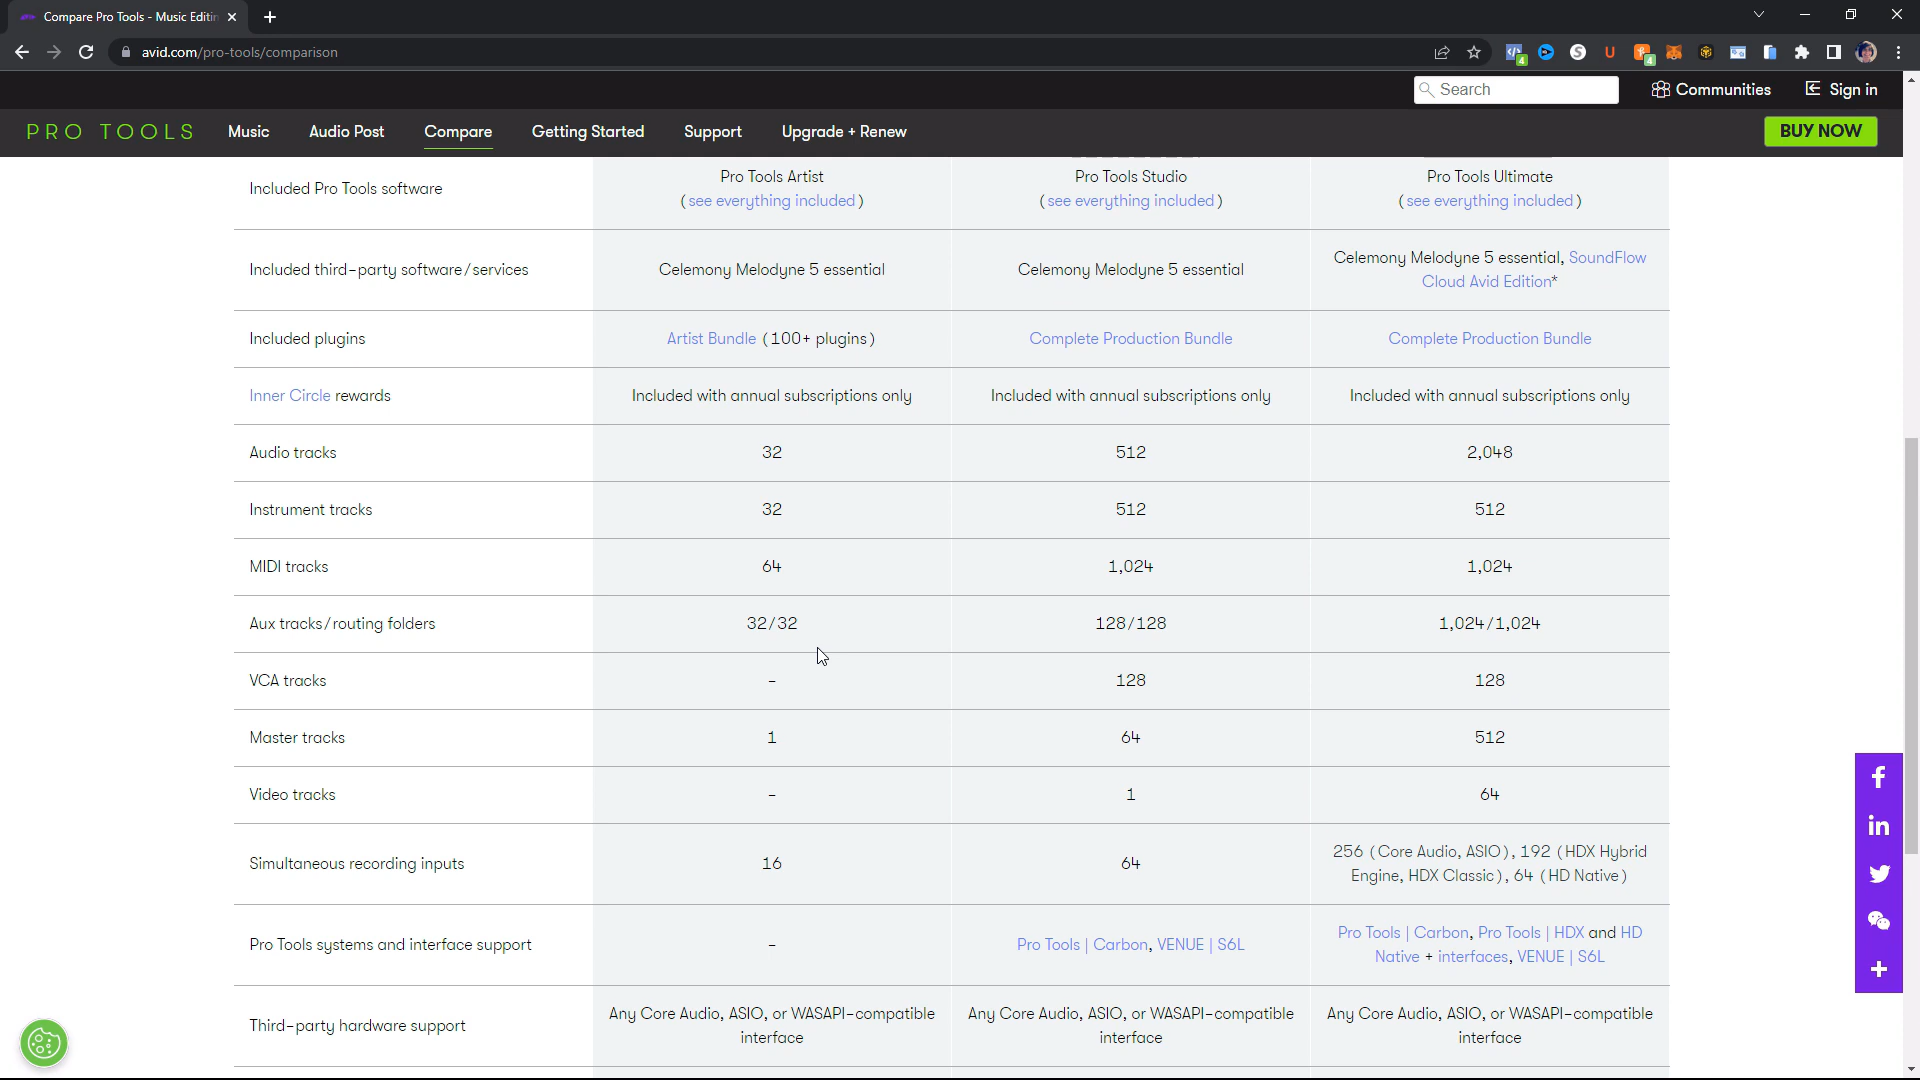 Compare Pro Tools - Music Editin
avid.com/pro-tools/comparison
4
4
Search
Communities
Sign in
PRO TOOLS
Music
Audio Post
Compare
Getting Started
Support
Upgrade + Renew
BUY NOW
Included Pro Tools software
Pro Tools Artist
(see everything included)
Pro Tools Studio
(see everything included)
Pro Tools Ultimate
(see everything included)
Included third-party software/services
Celemony Melodyne 5 essential
Celemony Melodyne 5 essential
Celemony Melodyne 5 essential, SoundFlow
Cloud Avid Edition*
Included plugins
Artist Bundle (100+ plugins)
Complete Production Bundle
Complete Production Bundle
Inner Circle rewards
Included with annual subscriptions only
Included with annual subscriptions only
Included with annual subscriptions only
Audio tracks
32
512
2,048
Instrument tracks
32
512
512
MIDI tracks
64
1,024
1,024
Aux tracks/routing folders
32/32
128/128
1,024/1,024
VCA tracks
-
128
128
Master tracks
1
64
512
Video tracks
-
1
64
Simultaneous recording inputs
16
64
256 (Core Audio, ASIO), 192 (HDX Hybrid
Engine, HDX Classic), 64 (HD Native)
Pro Tools systems and interface support
-
Pro Tools | Carbon, VENUE | S6L
Pro Tools | Carbon, Pro Tools | HDX and HD
Native + interfaces, VENUE | S6L
Third-party hardware support
Any Core Audio, ASIO, or WASAPI-compatible
interface
Any Core Audio, ASIO, or WASAPI-compatible
interface
Any Core Audio, ASIO, or WASAPI-compatible
interface